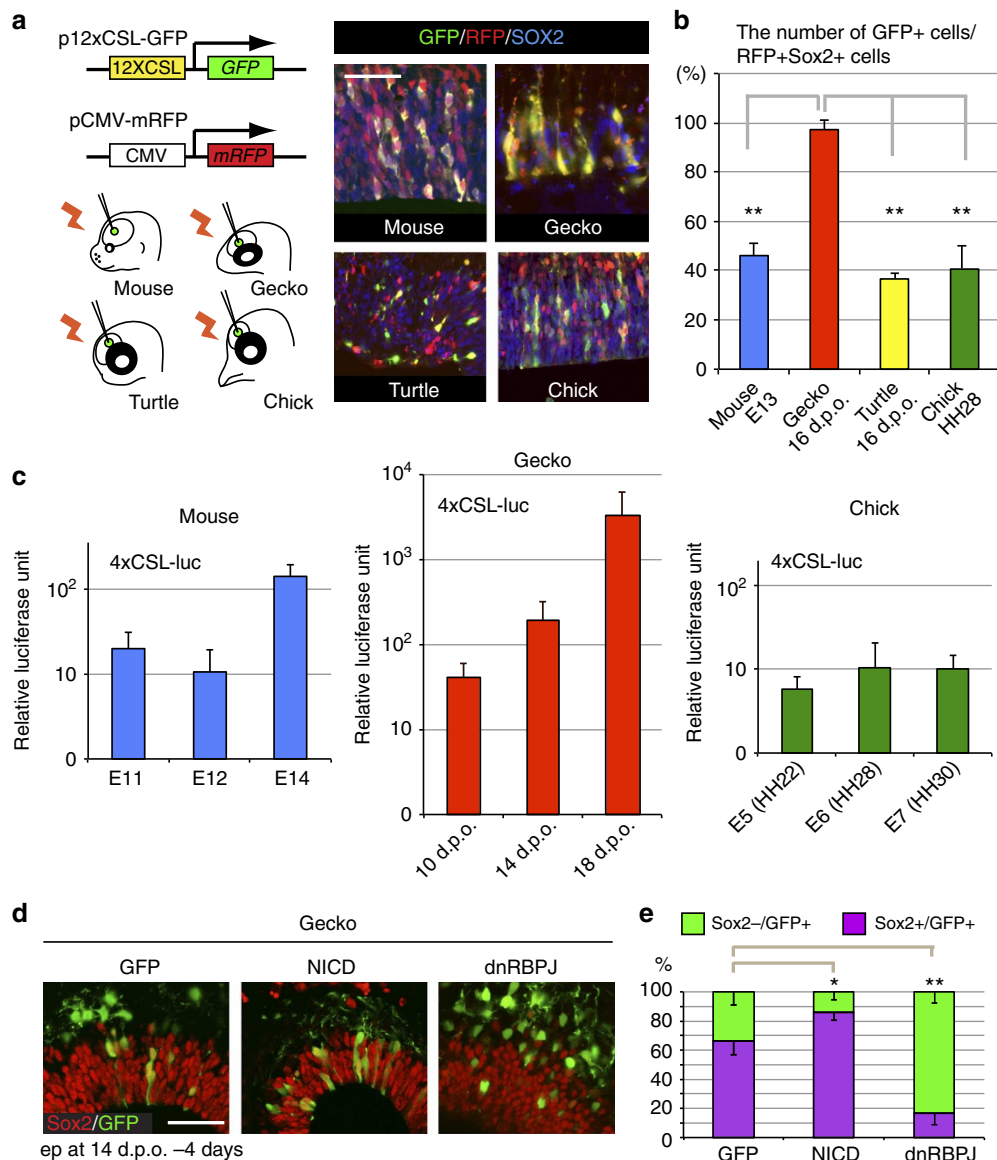 a
p12xCSL-GFP
12XCSL
GFP
pCMV-mRFP
CMV
mRFP
Mouse
Gecko
Turtle
Chick
GFP/RFP/SOX2
Mouse
Gecko
Turtle
Chick
b
The number of GFP+ cells/
RFP+Sox2+ cells
(%)
100
80
60
40
20
0
**
**
**
Mouse
E13
Gecko
16 d.p.o.
Turtle
16 d.p.o.
Chick
HH28
c
Mouse
4xCSL-luc
Relative luciferase unit
10²
10
0
E11
E12
E14
Gecko
4xCSL-luc
Relative luciferase unit
10⁴
10³
10²
10
0
10 d.p.o.
14 d.p.o.
18 d.p.o.
Chick
4xCSL-luc
Relative luciferase unit
10²
10
0
E5 (HH22)
E6 (HH28)
E7 (HH30)
d
Gecko
GFP
NICD
dnRBPJ
Sox2/GFP
ep at 14 d.p.o. –4 days
e
Sox2–/GFP+
Sox2+/GFP+
%
100
80
60
40
20
0
*
**
GFP
NICD
dnRBPJ